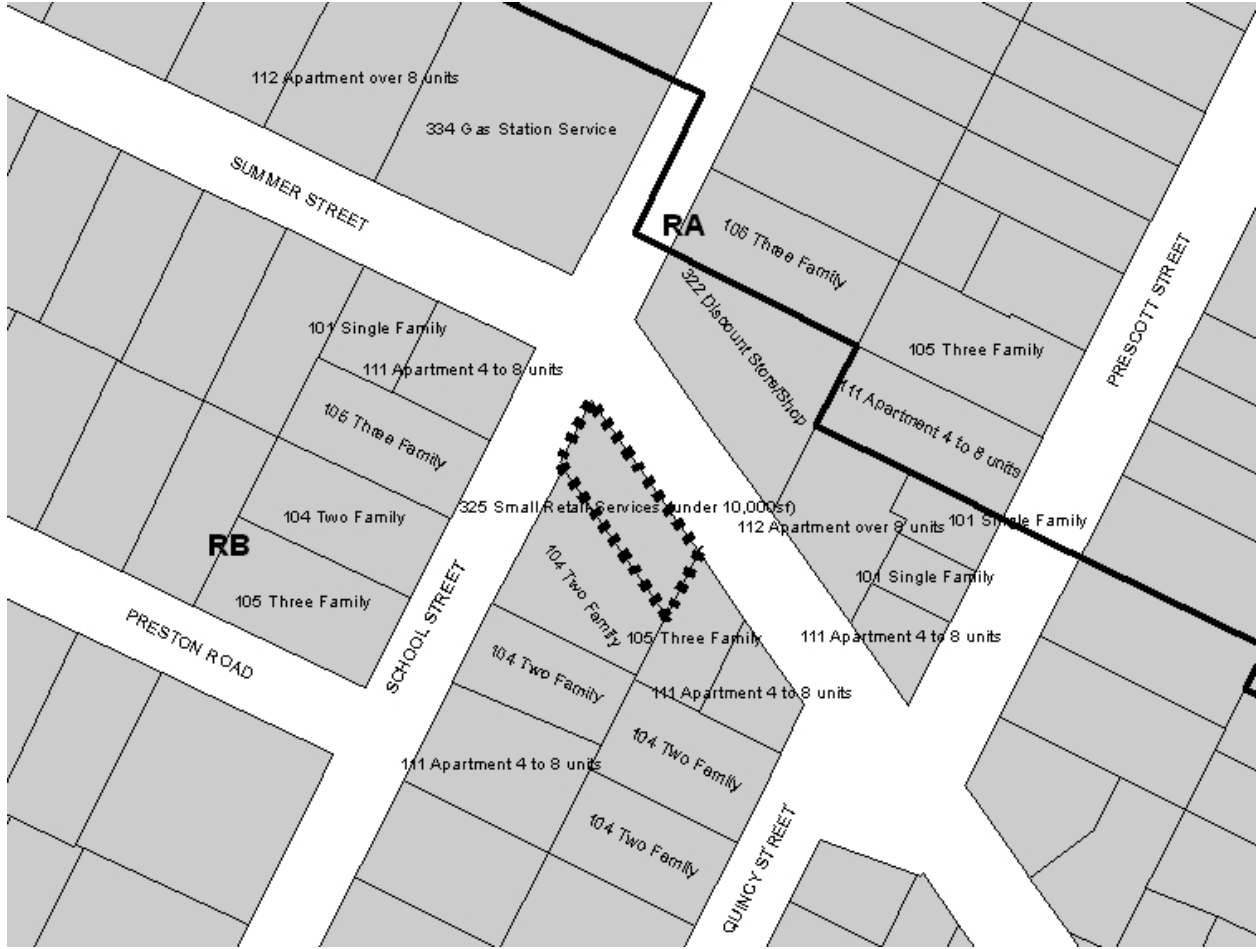 112 Apartment over 8 units
334 Gas Station Service
SUMMER STREET
RA
106 Three Family
PRESCOTT STREET
322 Discount Store/Shop
101 Single Family
105 Three Family
111 Apartment 4 to 8 units
111 Apartment 4 to 8 units
105 Three Family
325 Small Retail Services (under 10,000sf)
104 Two Family
112 Apartment over 8 units
101 Single Family
RB
104 Two Family
101 Single Family
105 Three Family
SCHOOL STREET
PRESTON ROAD
105 Three Family
111 Apartment 4 to 8 units
104 Two Family
111 Apartment 4 to 8 units
104 Two Family
111 Apartment 4 to 8 units
104 Two Family
QUINCY STREET